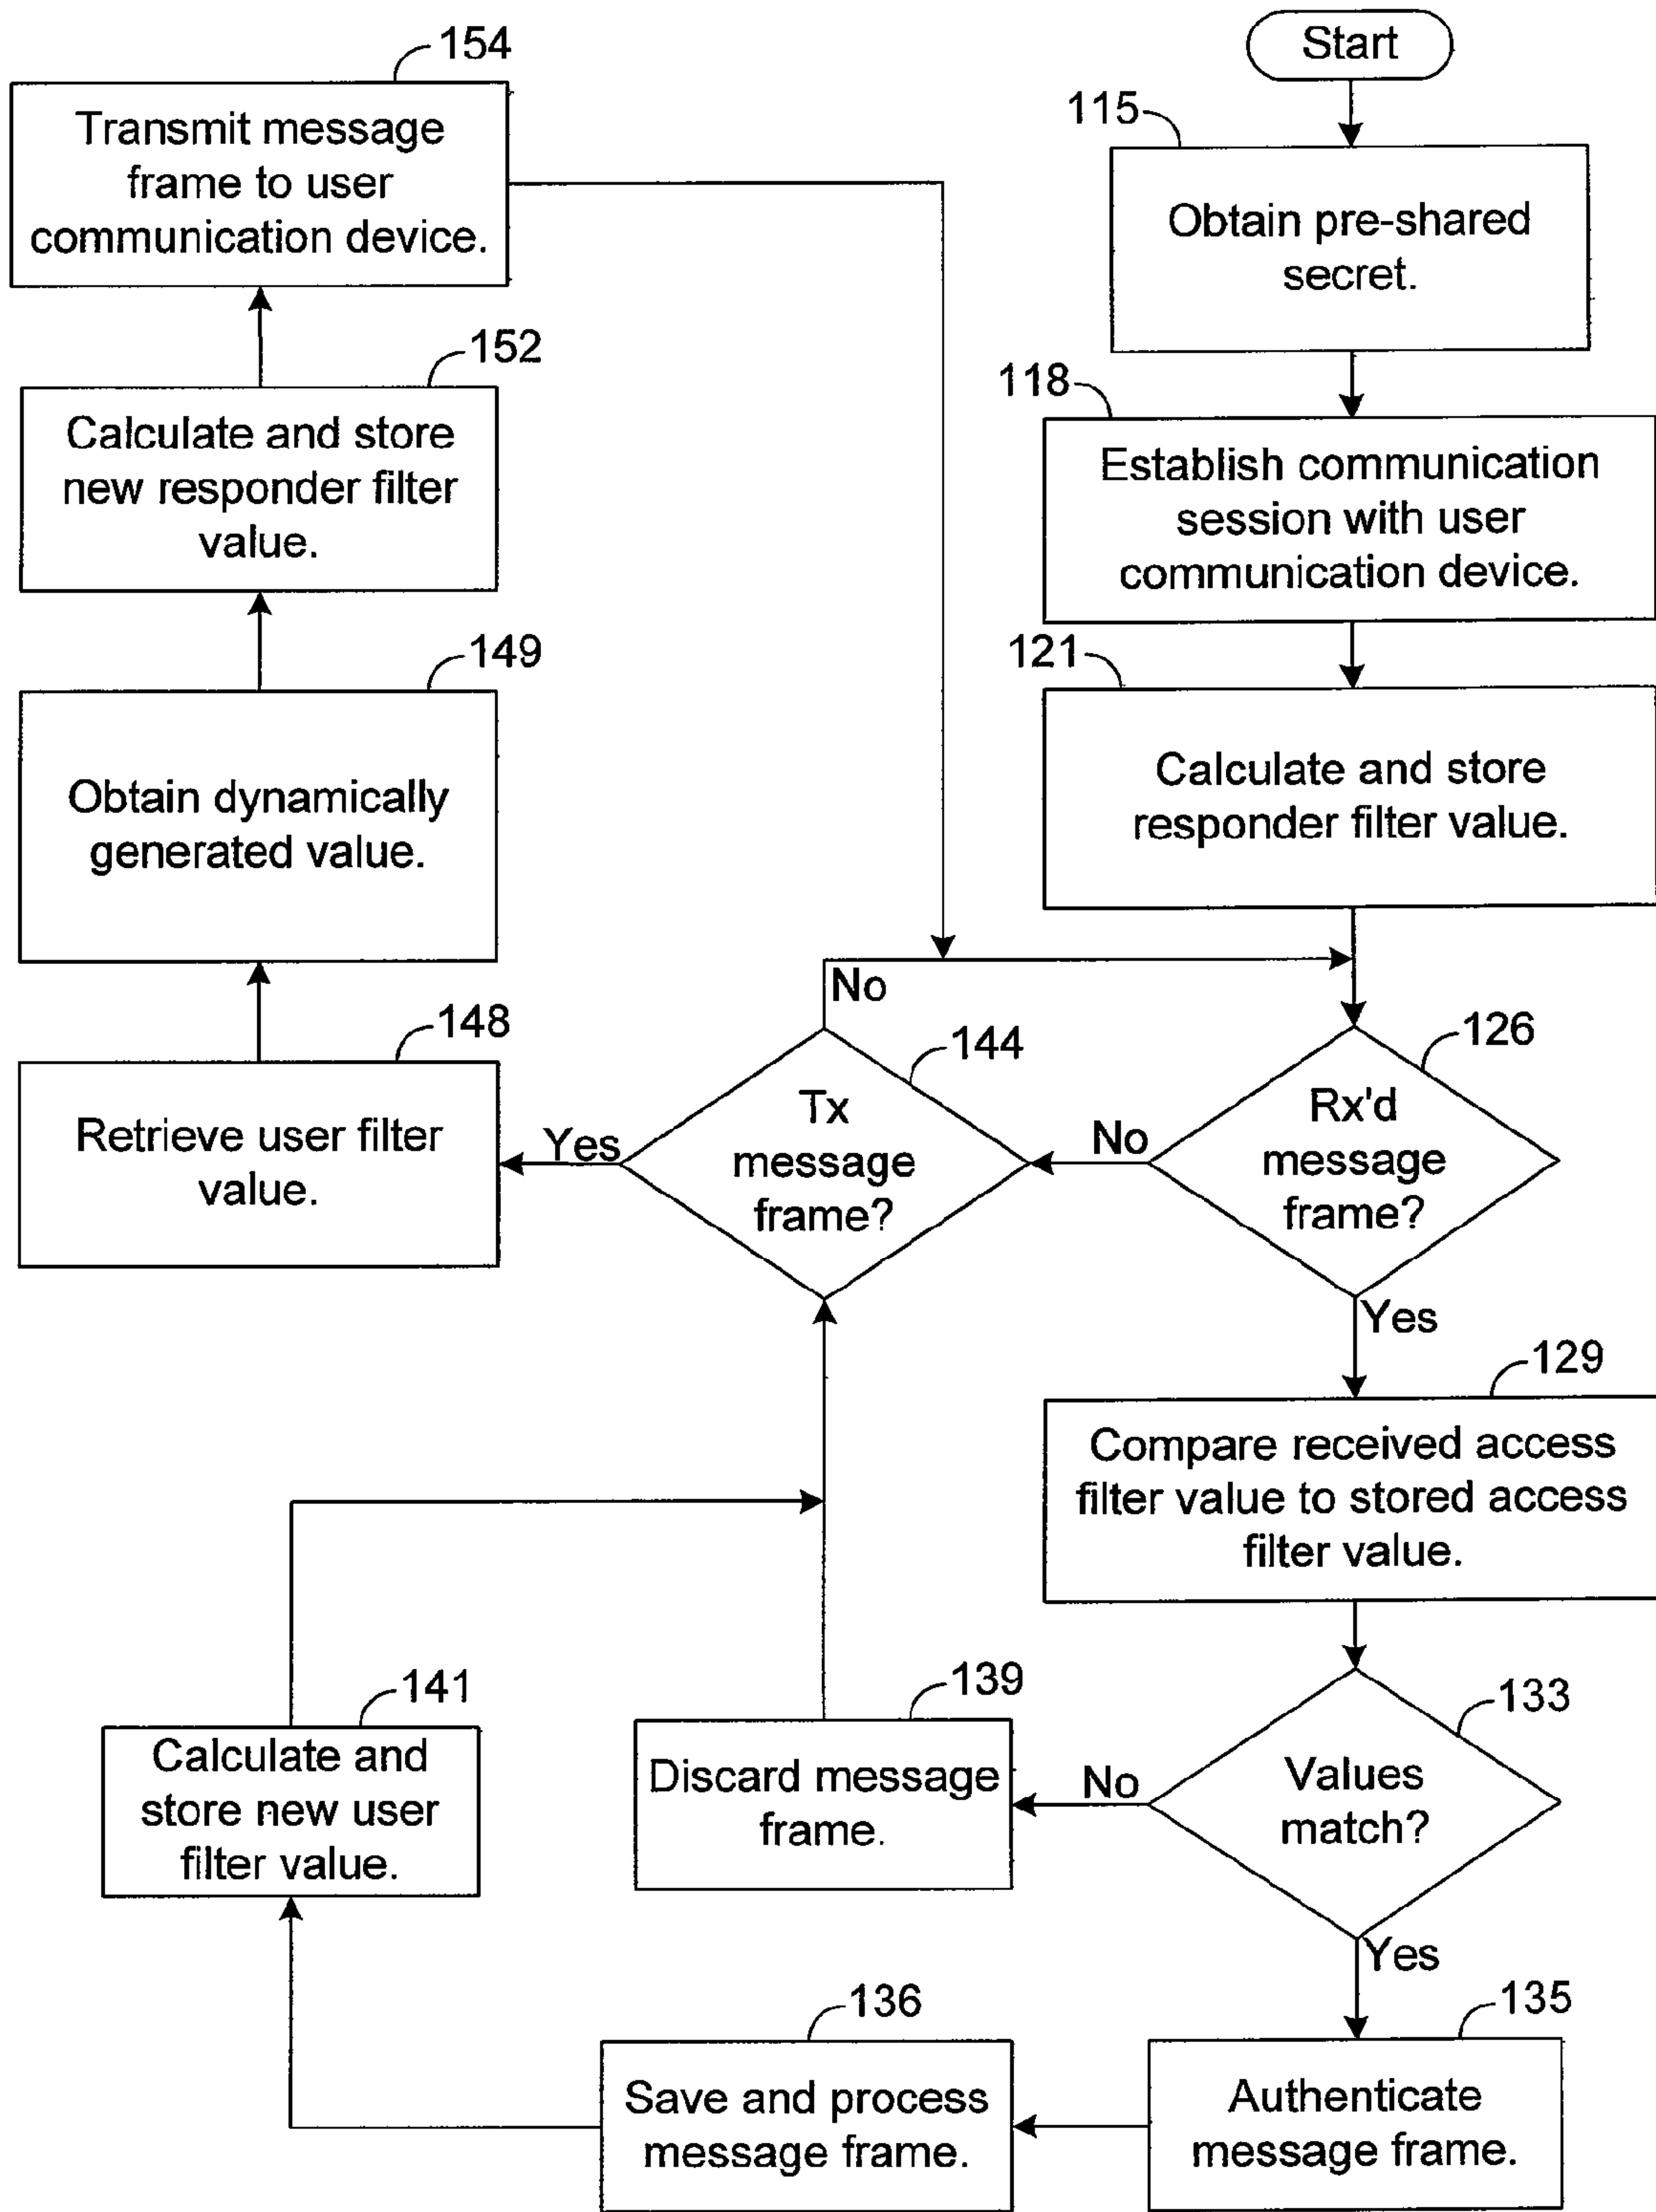 Start
115
Obtain pre-shared
secret.
118
Establish communication
session with user
communication device.
121
Calculate and store
responder filter value.
126
Rx'd
message
frame?
No
Yes
129
Compare received access
filter value to stored access
filter value.
133
Values
match?
No
Yes
135
Authenticate
message frame.
136
Save and process
message frame.
139
Discard message
frame.
141
Calculate and
store new user
filter value.
144
Tx
message
frame?
No
Yes
148
Retrieve user filter
value.
149
Obtain dynamically
generated value.
152
Calculate and store
new responder filter
value.
154
Transmit message
frame to user
communication device.